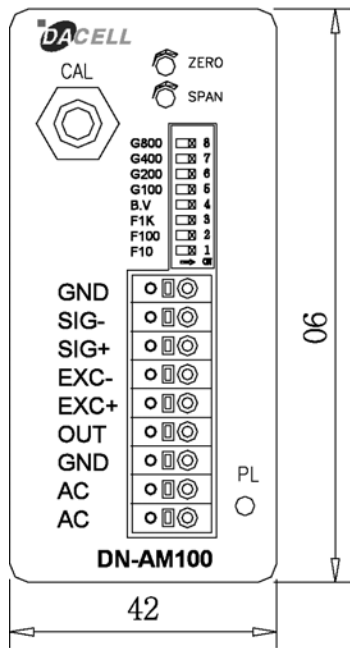 DACELL
CAL
ZERO
SPAN
G800 8
G400 7
G200 6
G100 5
B.V 4
F1K 3
F100 2
F10 1
ON
GND
SIG-
SIG+
EXC-
EXC+
OUT
GND
AC
AC
PL
DN-AM100
90
42